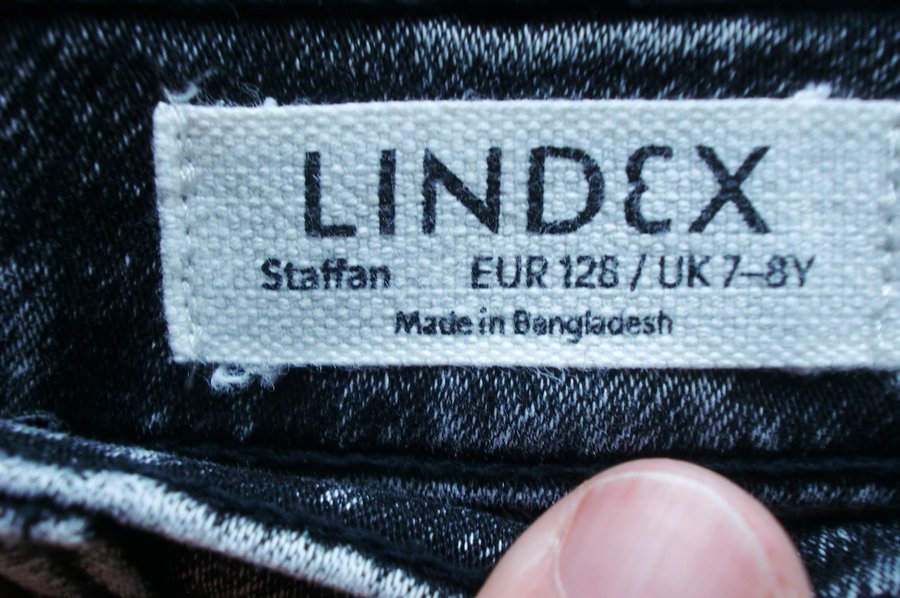 LINDEX
Staffan EUR 128 / UK 7–8Y
Made in Bangladesh